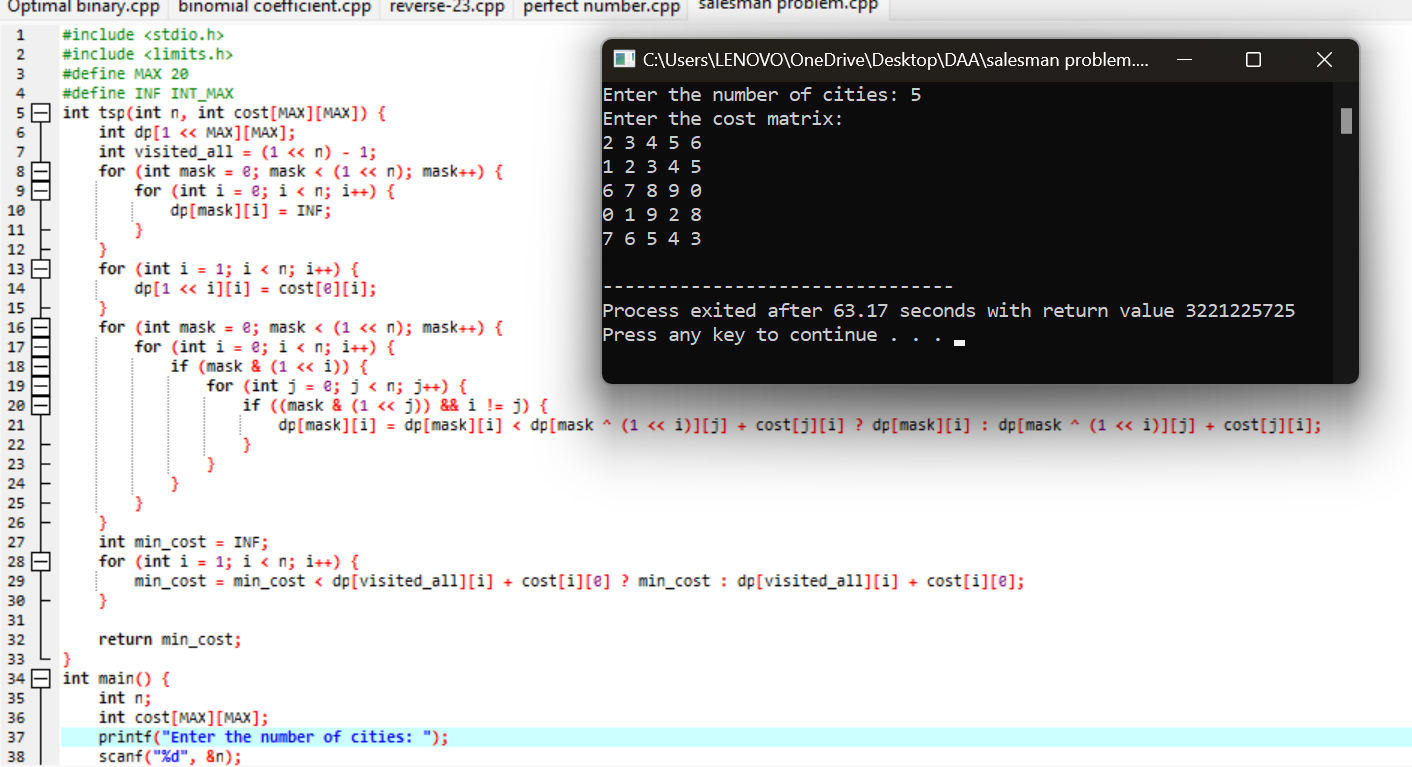 Optimal binary.cpp binomial coefficient.cpp reverse-23.cpp perfect number.cpp salesman problem.cpp
1 #include <stdio.h>
2 #include <limits.h>
3 #define MAX 20
4 #define INF INT_MAX
5 int tsp(int n, int cost[MAX][MAX]) {
6 int dp[1 << MAX][MAX];
7 int visited_all = (1 << n) - 1;
8 for (int mask = 0; mask < (1 << n); mask++) {
9 for (int i = 0; i < n; i++) {
10 dp[mask][i] = INF;
11 }
12 }
13 for (int i = 1; i < n; i++) {
14 dp[1 << i][i] = cost[0][i];
15 }
16 for (int mask = 0; mask < (1 << n); mask++) {
17 for (int i = 0; i < n; i++) {
18 if (mask & (1 << i)) {
19 for (int j = 0; j < n; j++) {
20 if ((mask & (1 << j)) && i != j) {
21 dp[mask][i] = dp[mask][i] < dp[mask ^ (1 << i)][j] + cost[j][i] ? dp[mask][i] : dp[mask ^ (1 << i)][j] + cost[j][i];
22 }
23 }
24 }
25 }
26 }
27 int min_cost = INF;
28 for (int i = 1; i < n; i++) {
29 min_cost = min_cost < dp[visited_all][i] + cost[i][0] ? min_cost : dp[visited_all][i] + cost[i][0];
30 }
31
32 return min_cost;
33 }
34 int main() {
35 int n;
36 int cost[MAX][MAX];
37 printf("Enter the number of cities: ");
38 scanf("%d", &n);
C:\Users\LENOVO\OneDrive\Desktop\DAA\salesman problem....
Enter the number of cities: 5
Enter the cost matrix:
2 3 4 5 6
1 2 3 4 5
6 7 8 9 0
0 1 9 2 8
7 6 5 4 3
--------------------------------
Process exited after 63.17 seconds with return value 3221225725
Press any key to continue . . .